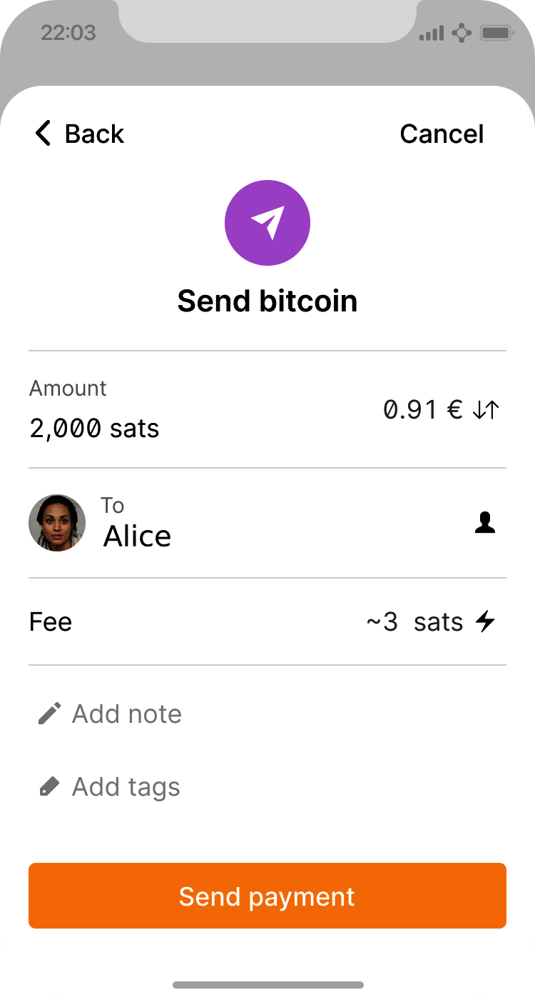 22:03
Back
Cancel
Send bitcoin
Amount
2,000 sats
0.91 €
To
Alice
Fee
~3 sats
Add note
Add tags
Send payment